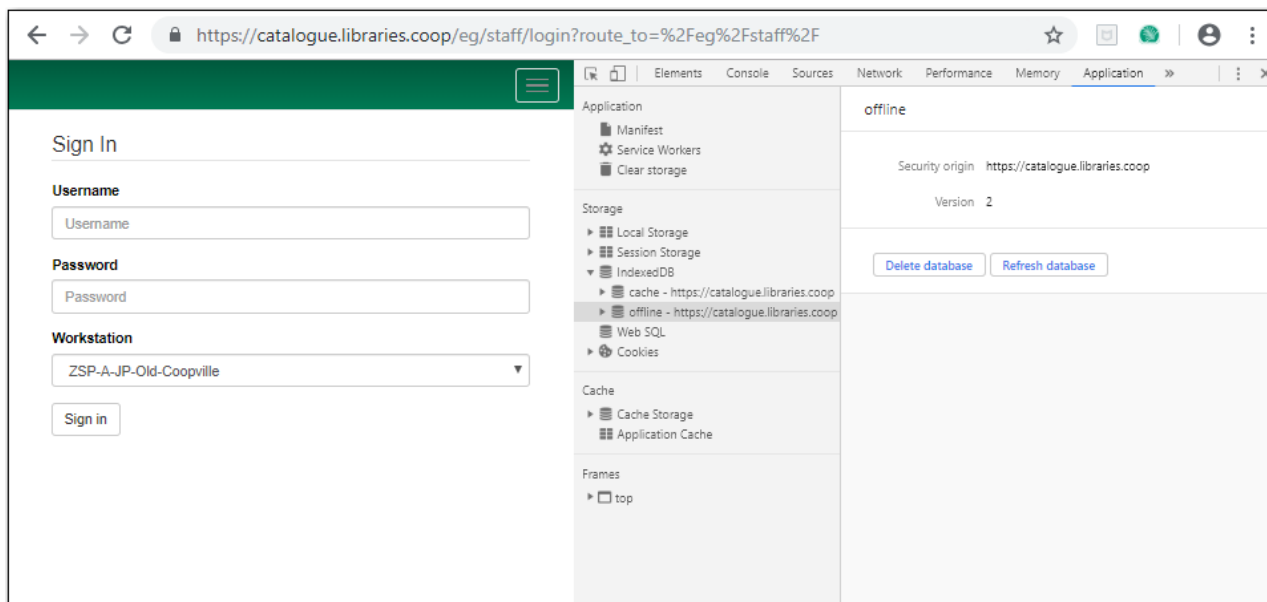 https://catalogue.libraries.coop/eg/staff/login?route_to=%2Feg%2Fstaff%2F
Sign In
Username
Username
Password
Password
Workstation
ZSP-A-JP-Old-Coopville
Sign in
Elements Console Sources Network Performance Memory Application »
Application
Manifest
Service Workers
Clear storage
Storage
Local Storage
Session Storage
IndexedDB
cache - https://catalogue.libraries.coop
offline - https://catalogue.libraries.coop
Web SQL
Cookies
Cache
Cache Storage
Application Cache
Frames
top
offline
Security origin https://catalogue.libraries.coop
Version 2
Delete database Refresh database